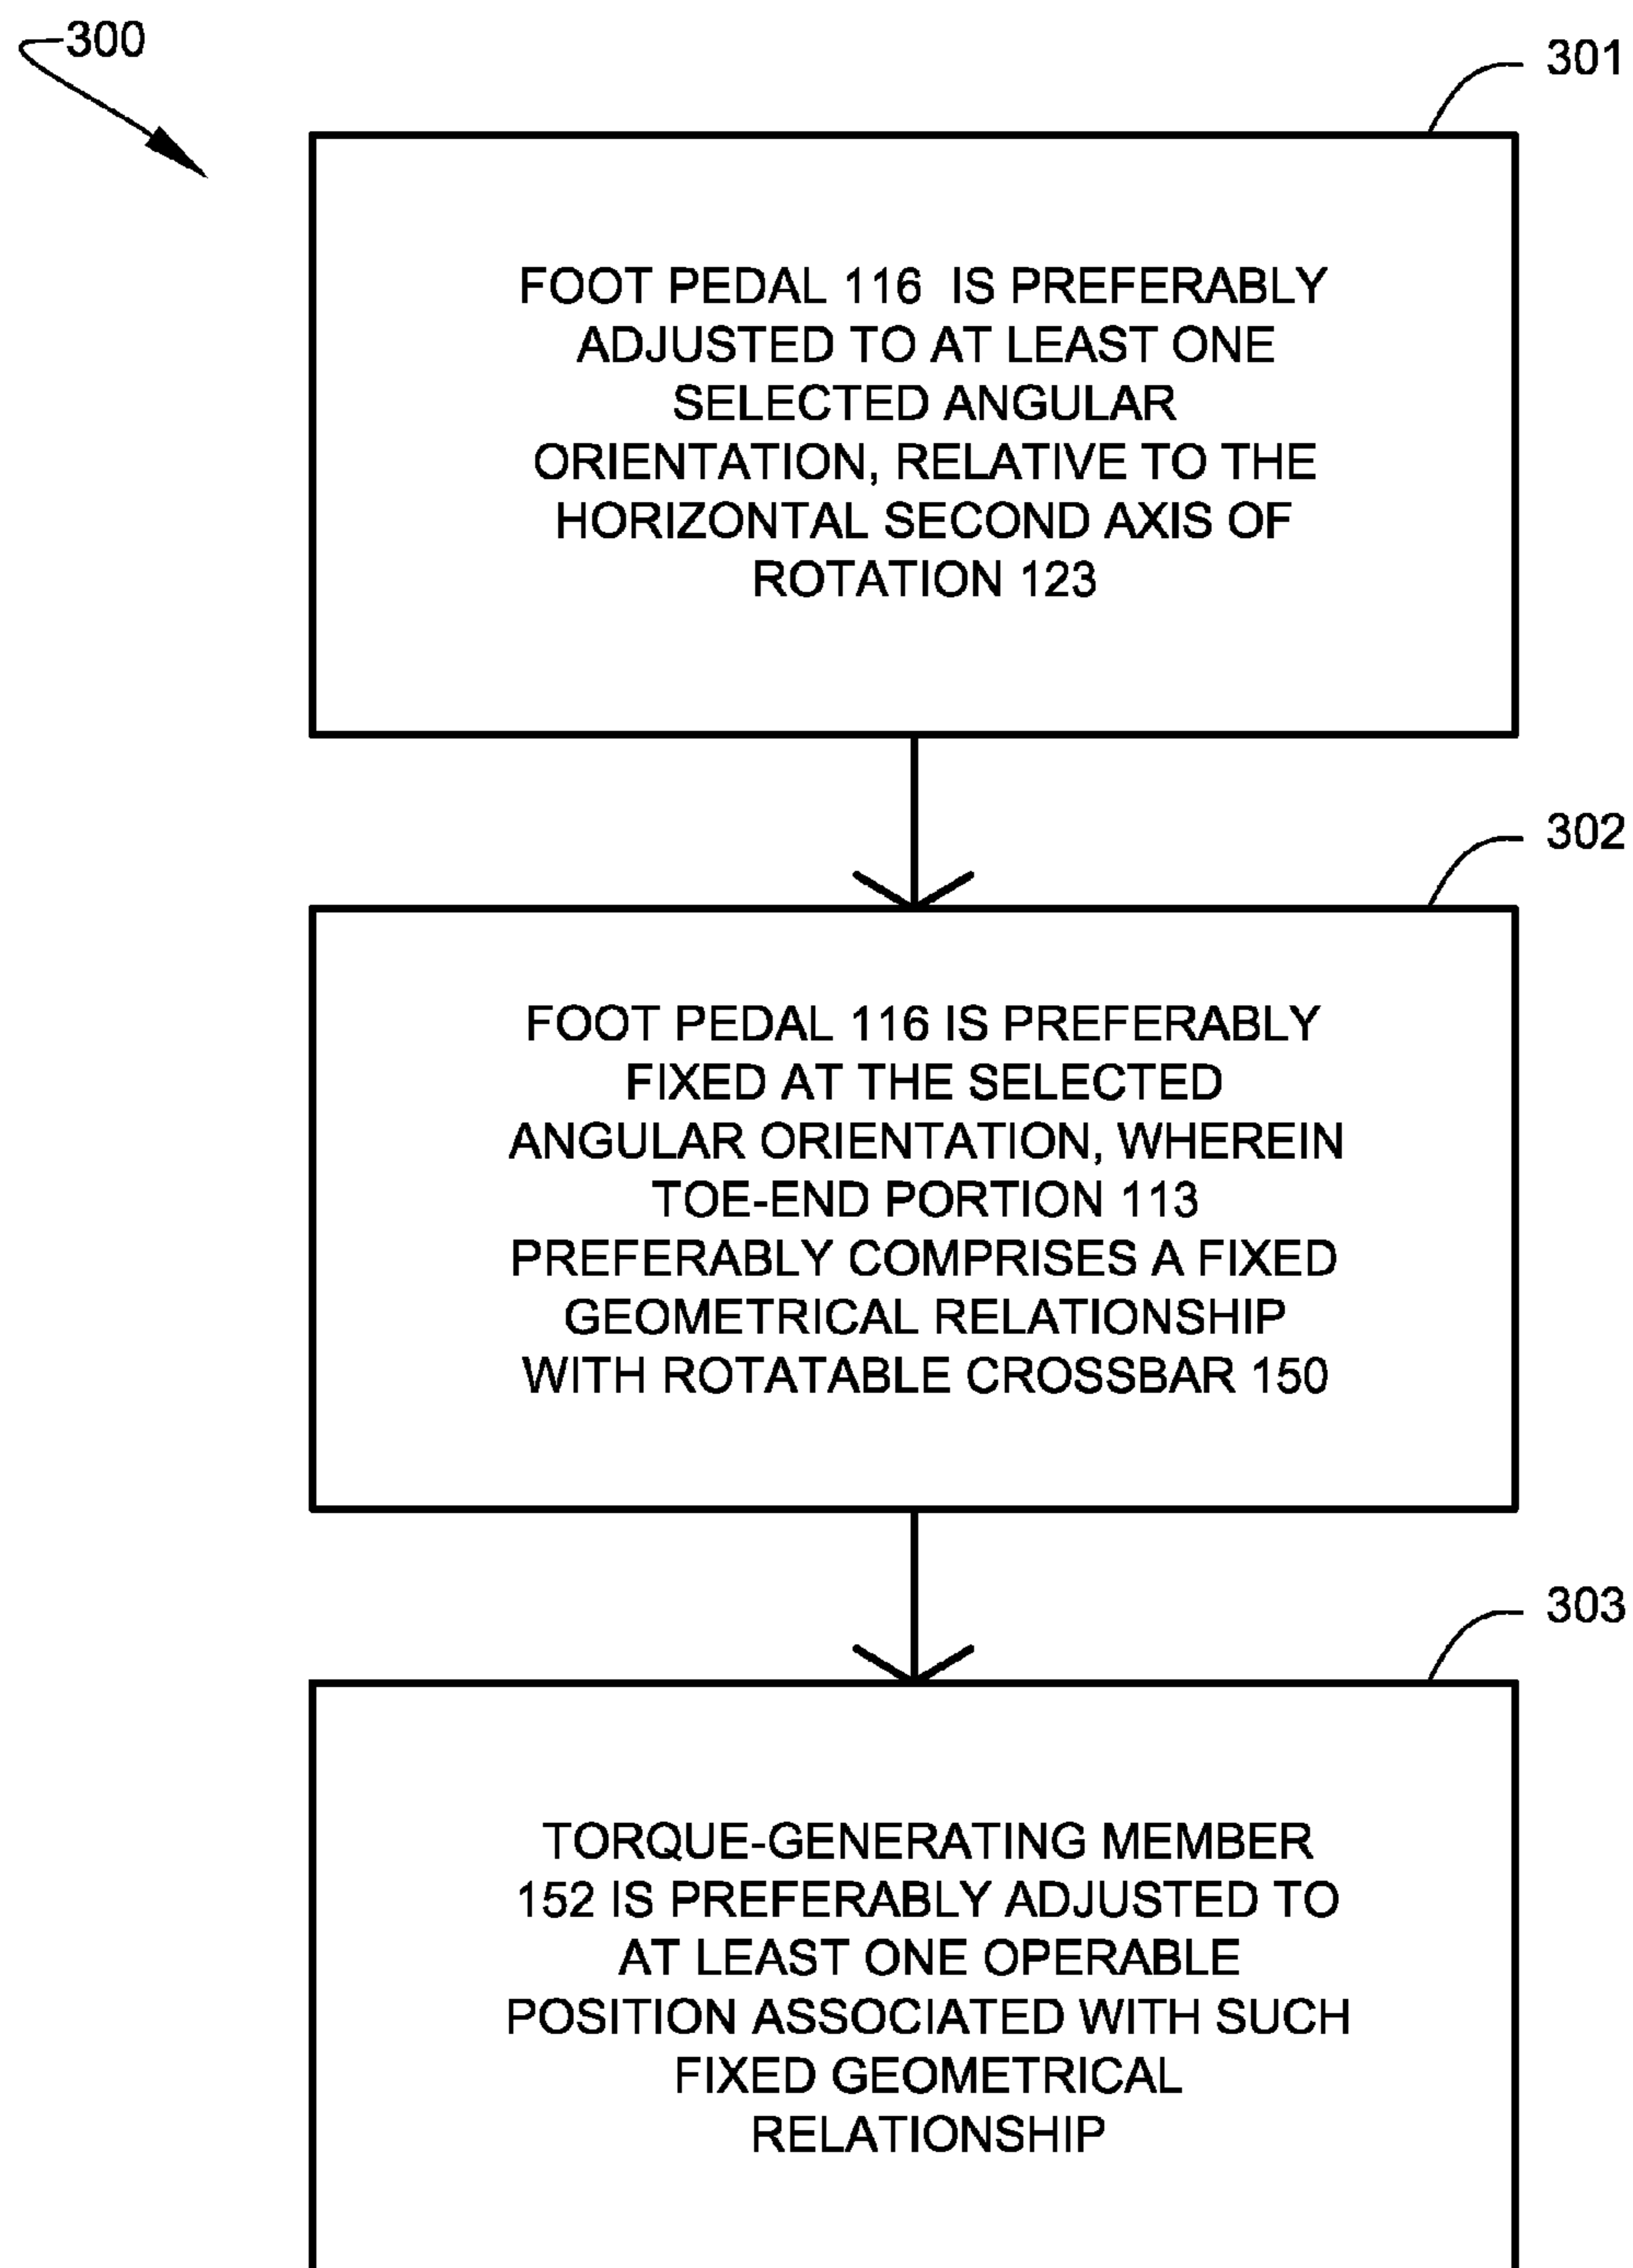 300
301
FOOT PEDAL 116 IS PREFERABLY
ADJUSTED TO AT LEAST ONE
SELECTED ANGULAR
ORIENTATION, RELATIVE TO THE
HORIZONTAL SECOND AXIS OF
ROTATION 123
302
FOOT PEDAL 116 IS PREFERABLY
FIXED AT THE SELECTED
ANGULAR ORIENTATION, WHEREIN
TOE-END PORTION 113
PREFERABLY COMPRISES A FIXED
GEOMETRICAL RELATIONSHIP
WITH ROTATABLE CROSSBAR 150
303
TORQUE-GENERATING MEMBER
152 IS PREFERABLY ADJUSTED TO
AT LEAST ONE OPERABLE
POSITION ASSOCIATED WITH SUCH
FIXED GEOMETRICAL
RELATIONSHIP